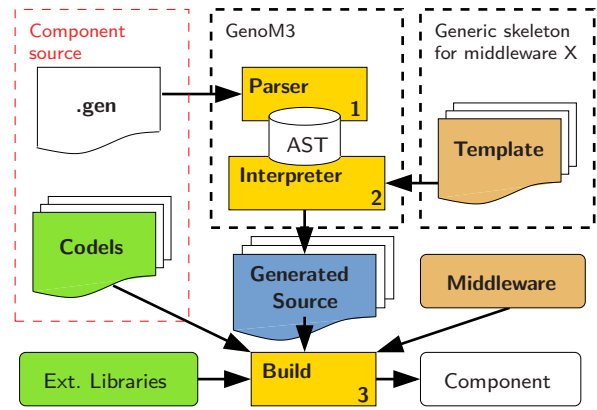 Component
source
GenoM3
Generic skeleton
for middleware X
.gen
Parser
1
AST
Template
Interpreter
2
Codels
Generated
Source
Middleware
Ext. Libraries
Build
3
Component